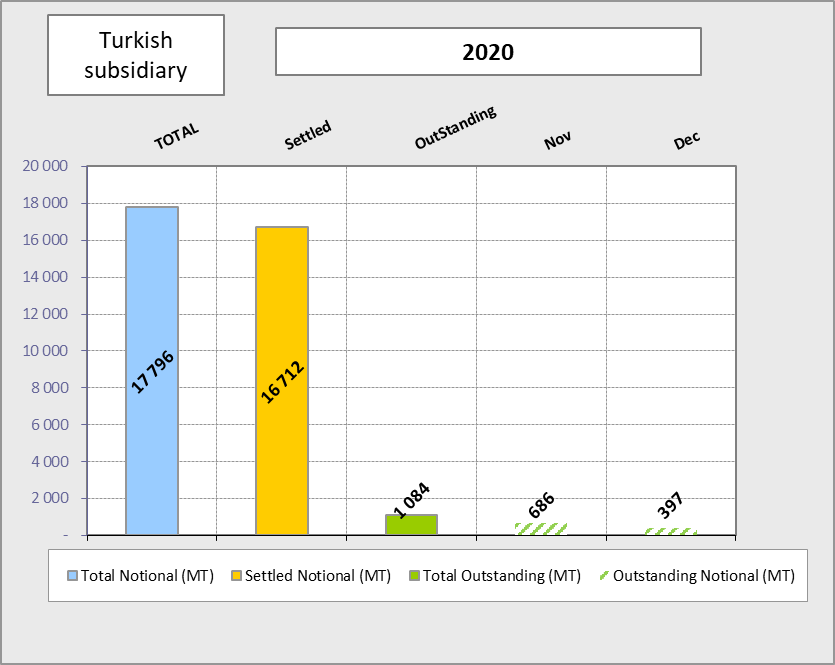 Turkish
subsidiary
2020
TOTAL
Settled
OutStanding
Nov
Dec
20 000
18 000
16 000
14 000
12 000
10 000
8 000
6 000
4 000
2 000
-
17 796
16 712
1 084
686
397
Total Notional (MT)
Settled Notional (MT)
Total Outstanding (MT)
Outstanding Notional (MT)